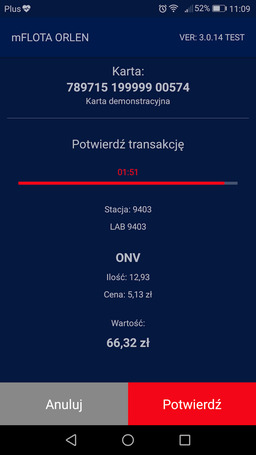 Plus
52%
11:09
mFLOTA ORLEN
VER: 3.0.14 TEST
Karta:
789715 199999 00574
Karta demonstracyjna
Potwierdź transakcję
01:51
Stacja: 9403
LAB 9403
ONV
Ilość: 12,93
Cena: 5,13 zł
Wartość:
66,32 zł
Anuluj
Potwierdź